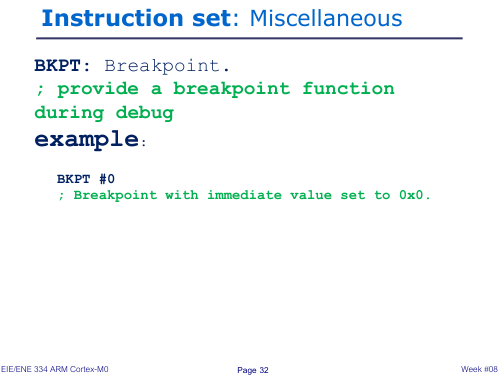 Instruction set: Miscellaneous
BKPT: Breakpoint.
; provide a breakpoint function
during debug
example:
BKPT #0
; Breakpoint with immediate value set to 0x0.
EIE/ENE 334 ARM Cortex-M0
Page 32
Week #08